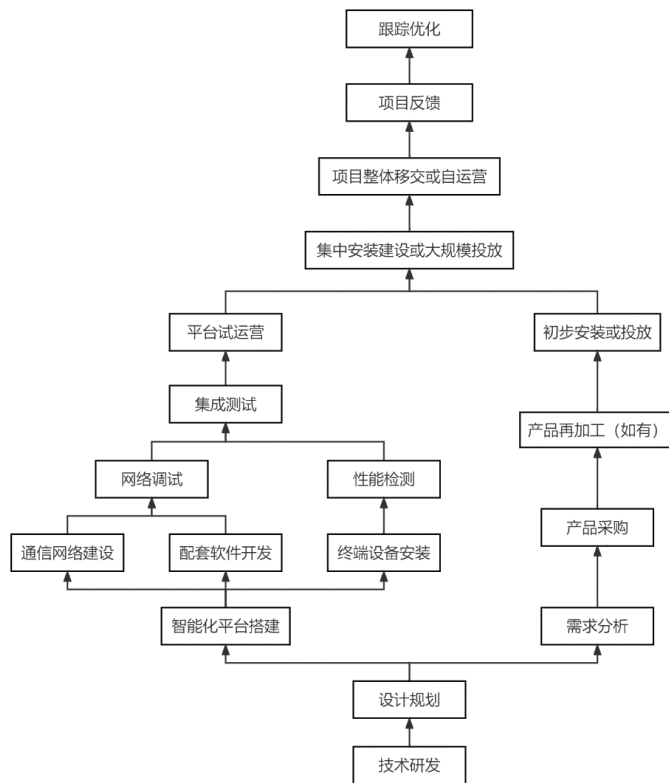 跟踪优化
项目反馈
项目整体移交或自运营
集中安装建设或大规模投放
平台试运营
初步安装或投放
集成测试
产品再加工（如有）
网络调试
性能检测
产品采购
通信网络建设
配套软件开发
终端设备安装
智能化平台搭建
需求分析
设计规划
技术研发